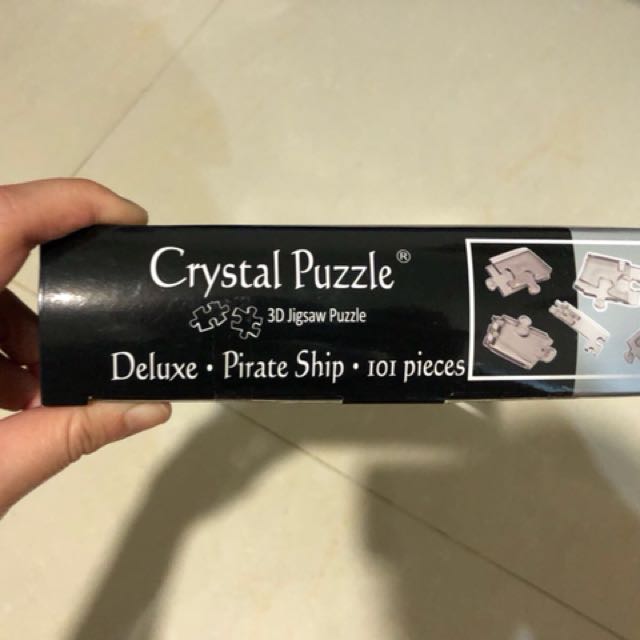 Crystal Puzzle®
3D Jigsaw Puzzle
Deluxe • Pirate Ship • 101 pieces